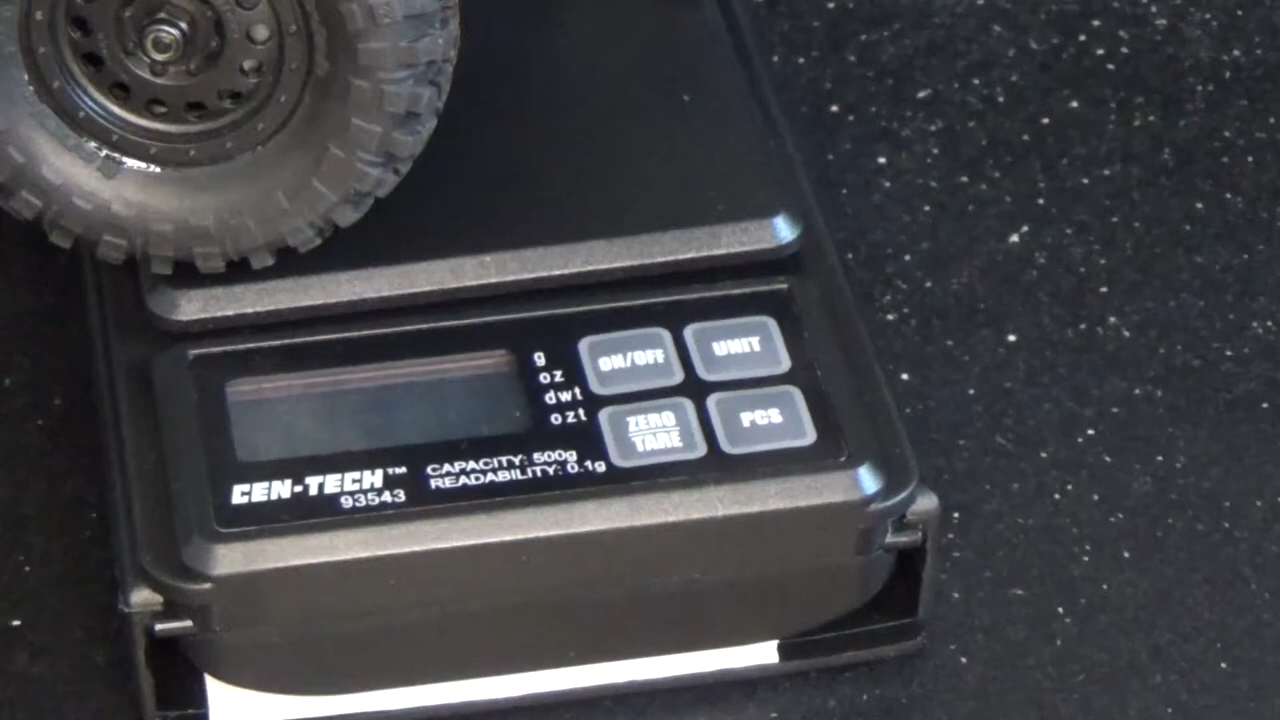 g
oz
dwt
ozt
ON/OFF
UNIT
ZERO
TARE
PCS
CEN-TECH™
93543
CAPACITY: 500g
READABILITY: 0.1g